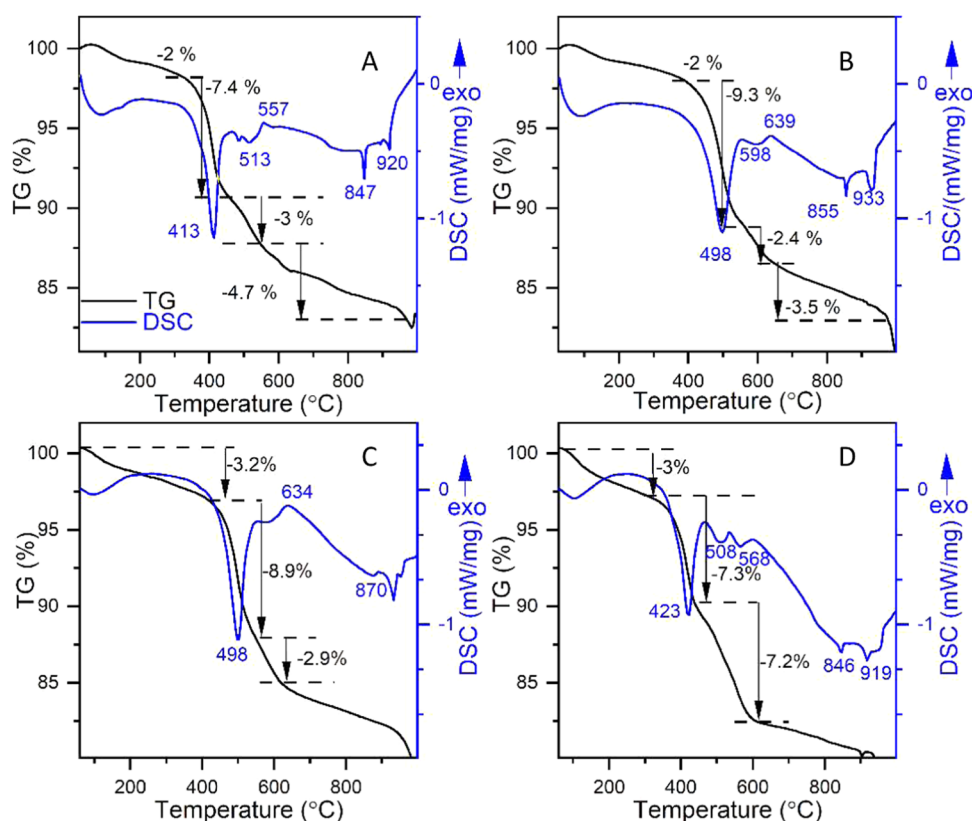 A
TG (%)
100
95
90
85
-2 %
-7.4 %
-3 %
-4.7 %
413
513
557
847
920
TG
DSC
0
-1
exo
DSC (mW/mg)
200 400 600 800
Temperature (°C)
B
TG (%)
100
95
90
85
-2 %
-9.3 %
-2.4 %
-3.5 %
498
598
639
855
933
0
-1
exo
DSC/(mW/mg)
200 400 600 800
Temperature (°C)
C
TG (%)
100
95
90
85
-3.2%
-8.9%
-2.9%
498
634
870
0
-1
exo
DSC (mW/mg)
200 400 600 800
Temperature (°C)
D
TG (%)
100
95
90
85
-3%
-7.3%
-7.2%
423
508
568
846
919
0
-1
exo
DSC (mW/mg)
200 400 600 800
Temperature (°C)